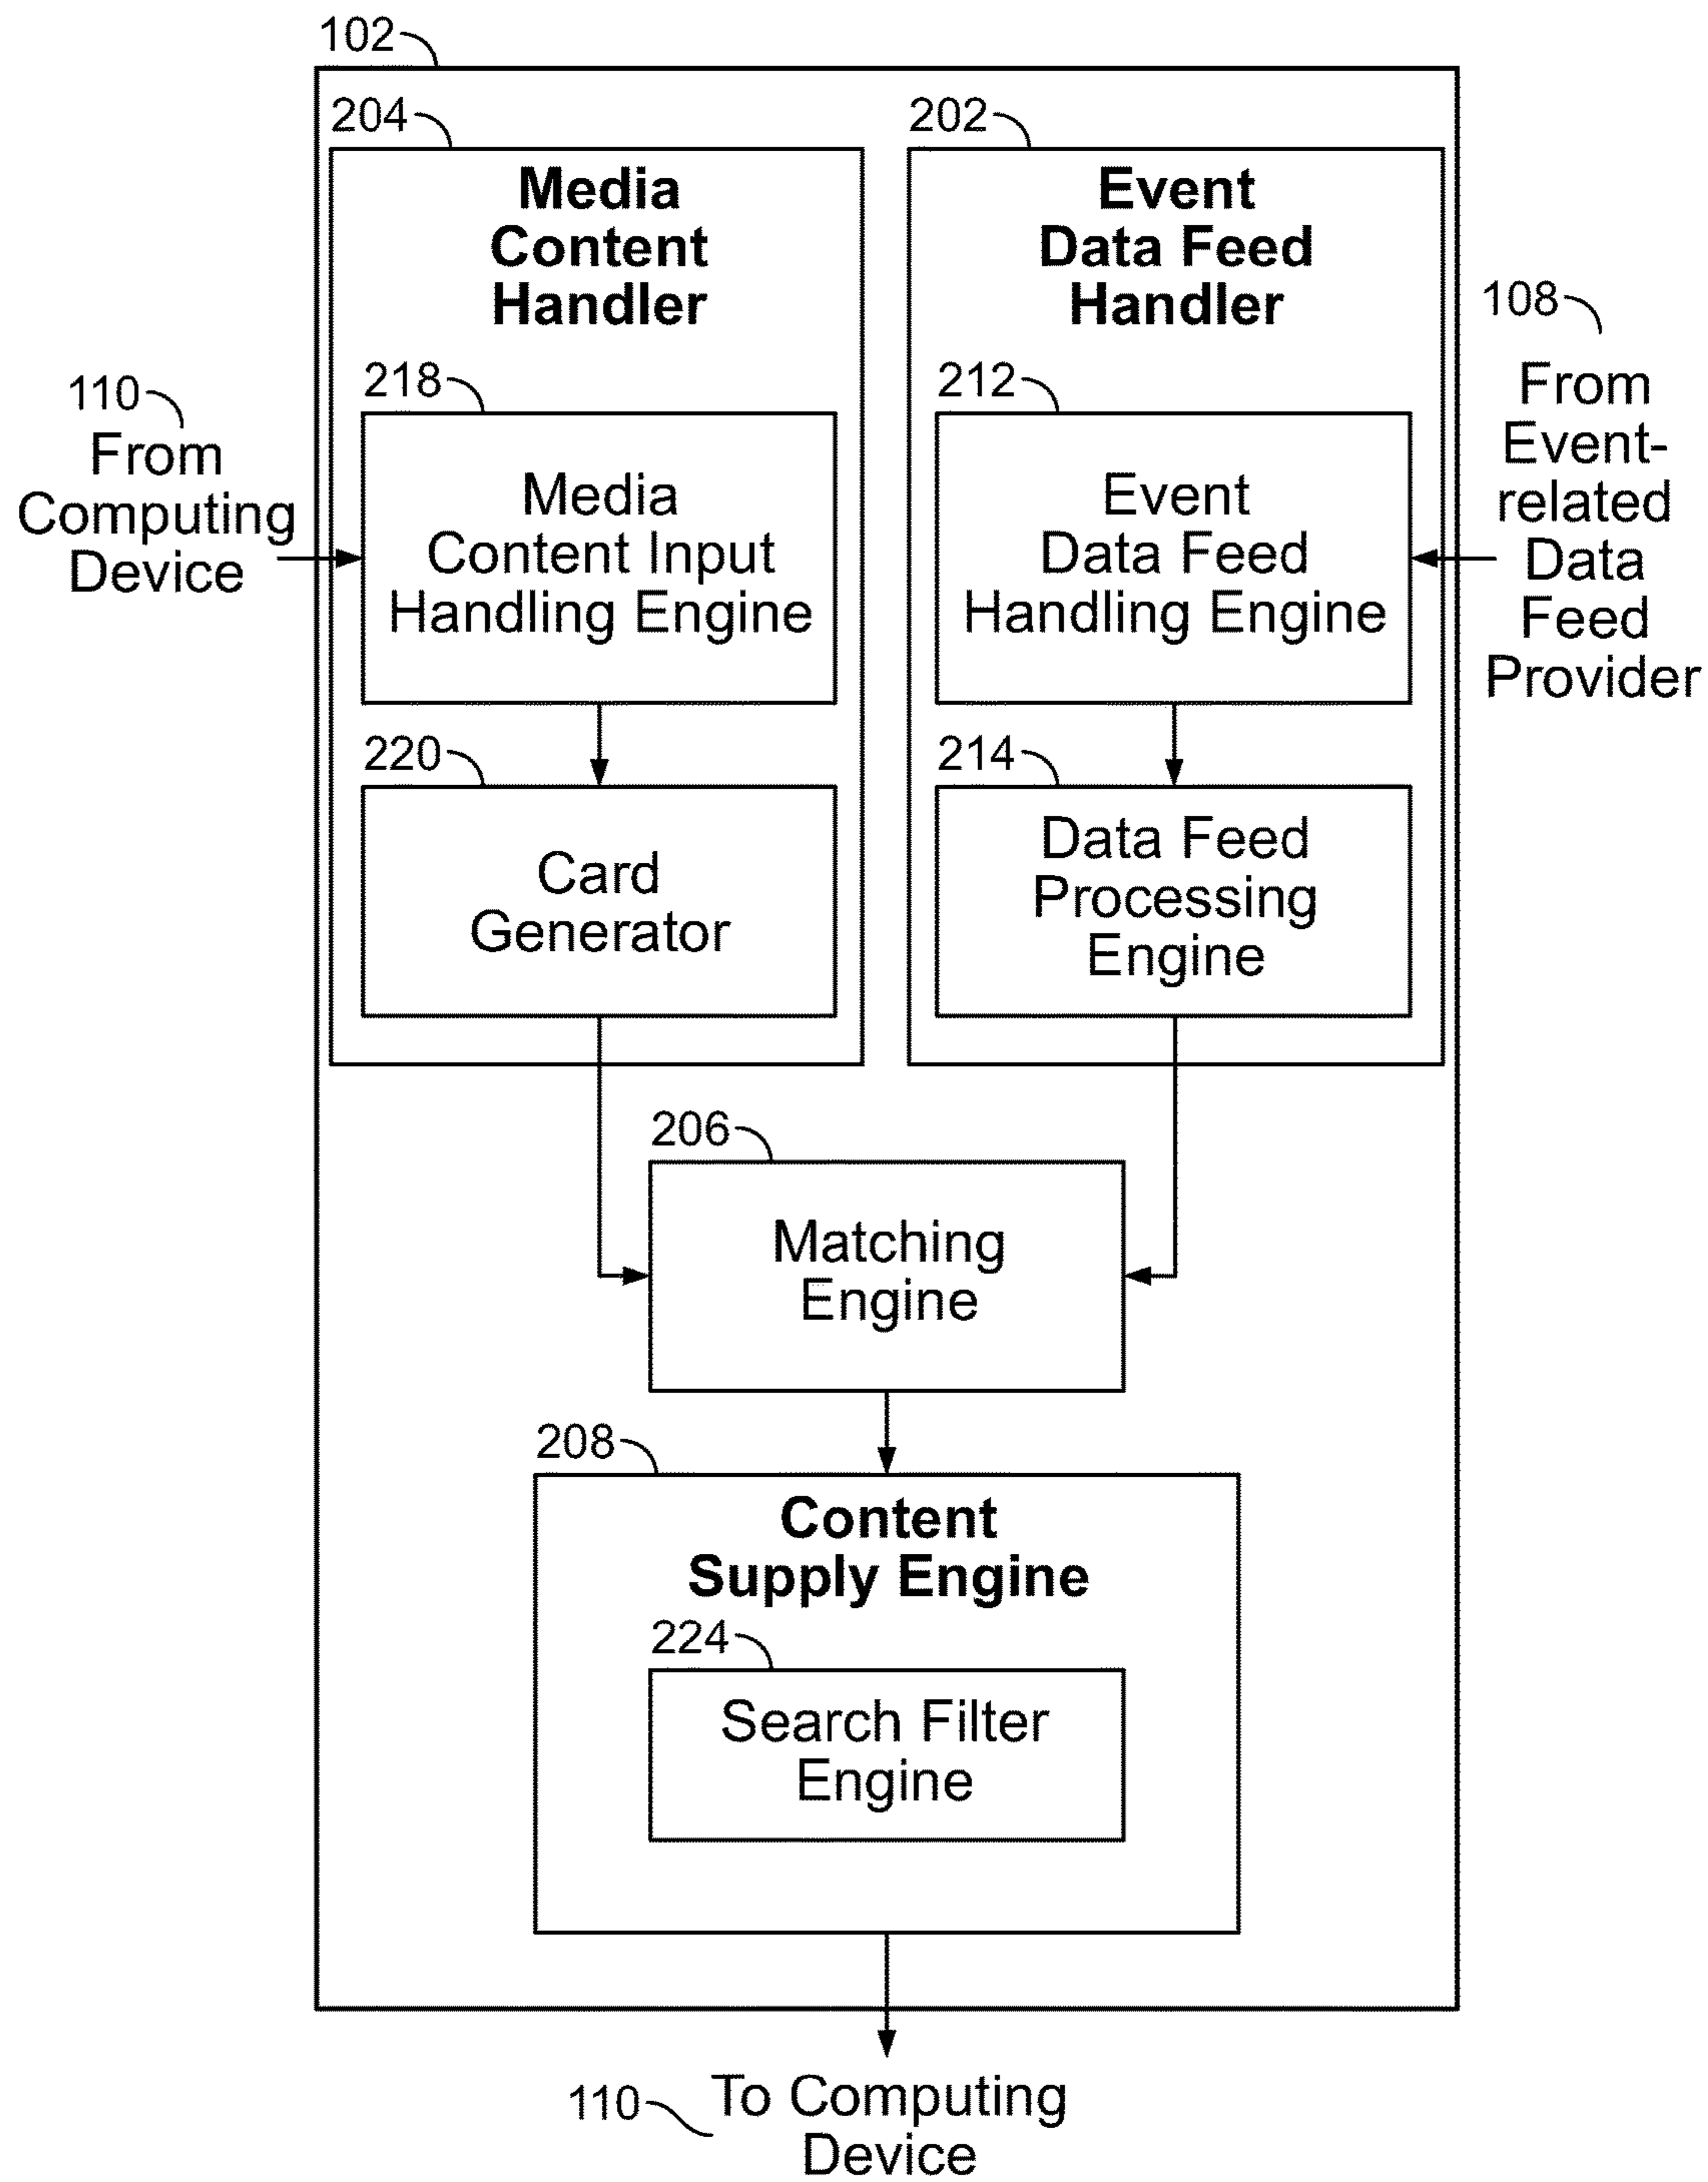 102
204
Media
Content
Handler
202
Event
Data Feed
Handler
108
From
Event-
related
Data
Feed
Provider
110
From
Computing
Device
218
Media
Content Input
Handling Engine
212
Event
Data Feed
Handling Engine
220
Card
Generator
214
Data Feed
Processing
Engine
206
Matching
Engine
208
Content
Supply Engine
224
Search Filter
Engine
110
To Computing
Device